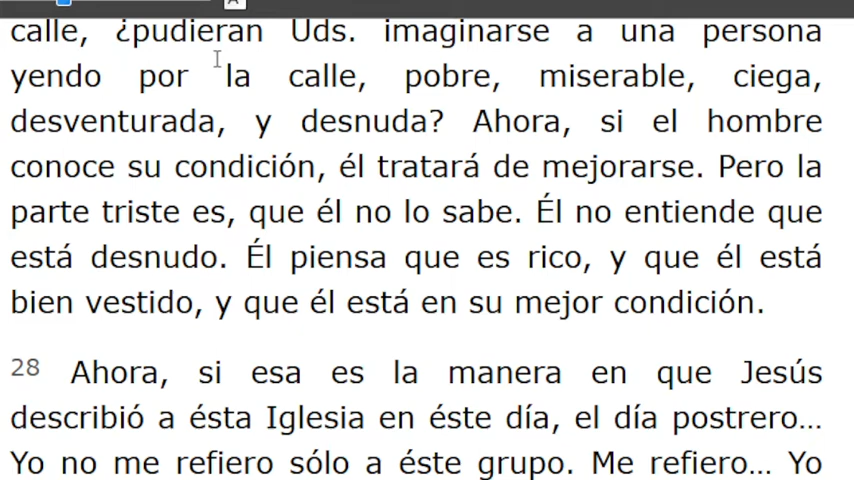 calle, ¿pudieran Uds. imaginarse a una persona
yendo por la calle, pobre, miserable, ciega,
desventurada, y desnuda? Ahora, si el hombre
conoce su condición, él tratará de mejorarse. Pero la
parte triste es, que él no lo sabe. Él no entiende que
está desnudo. Él piensa que es rico, y que él está
bien vestido, y que él está en su mejor condición.
28 Ahora, si esa es la manera en que Jesús
describió a ésta Iglesia en éste día, el día postrero…
Yo no me refiero sólo a éste grupo. Me refiero… Yo